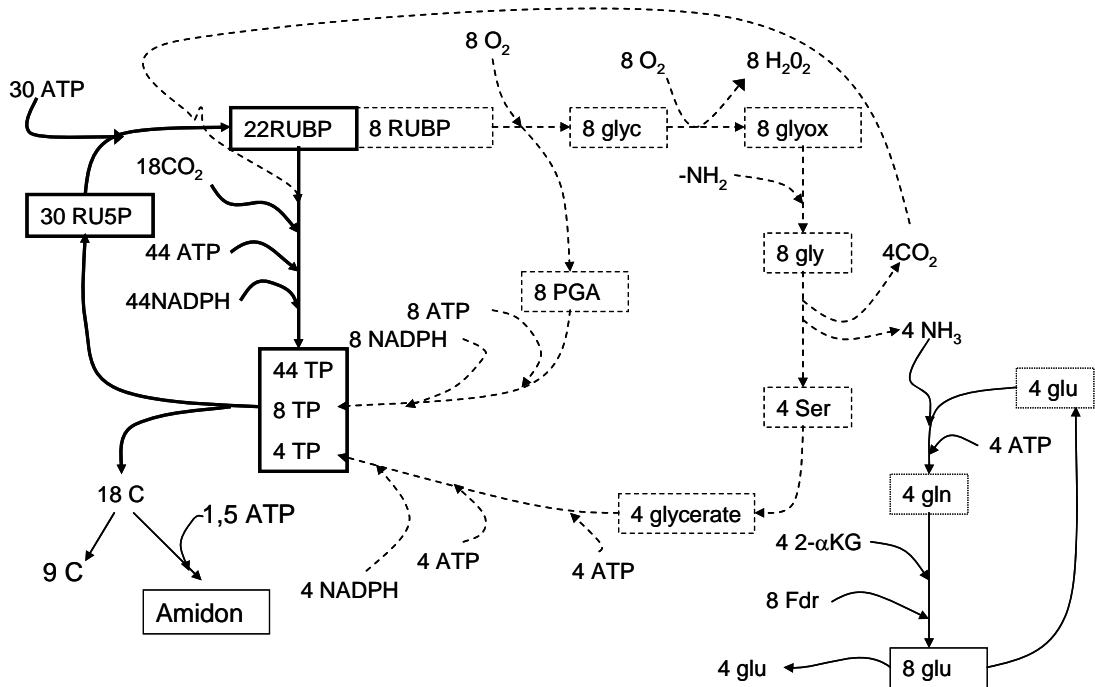 8 O2
8 O2
8 H202
30 ATP
22RUBP
8 RUBP
8 glyc
8 glyox
18CO2
-NH2
30 RU5P
44 ATP
8 gly
4CO2
44NADPH
8 PGA
8 ATP
8 NADPH
4 NH3
44 TP
8 TP
4 TP
4 Ser
4 glu
4 ATP
18 C
1,5 ATP
4 gln
4 glycerate
4 2-αKG
9 C
4 ATP
4 ATP
4 NADPH
8 Fdr
Amidon
4 glu
8 glu